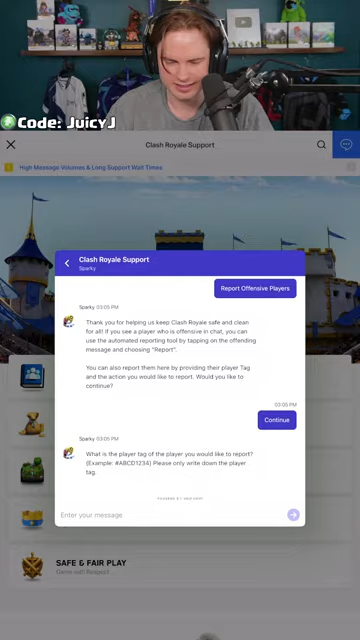 Code: JuicyJ
Clash Royale Support
High Message Volumes & Long Support Wait Times
Clash Royale Support
Sparky
Report Offensive Players
Sparky 03:05 PM
Thank you for helping us keep Clash Royale safe and clean
for all! If you see a player who is offensive in chat, you can
use the automated reporting tool by tapping on the offending
message and choosing "Report".
You can also report them here by providing their player Tag
and the action you would like to report. Would you like to
continue?
03:05 PM
Continue
Sparky 03:05 PM
What is the player tag of the player you would like to report?
(Example: #ABCD1234) Please only write down the player
tag.
Enter your message
SAFE & FAIR PLAY